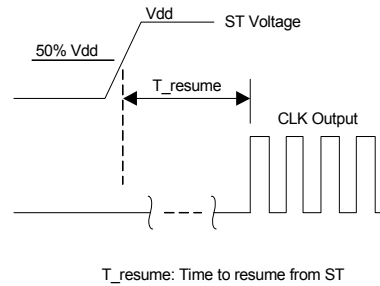 Vdd
ST Voltage
50% Vdd
T_resume
CLK Output
T_resume: Time to resume from ST